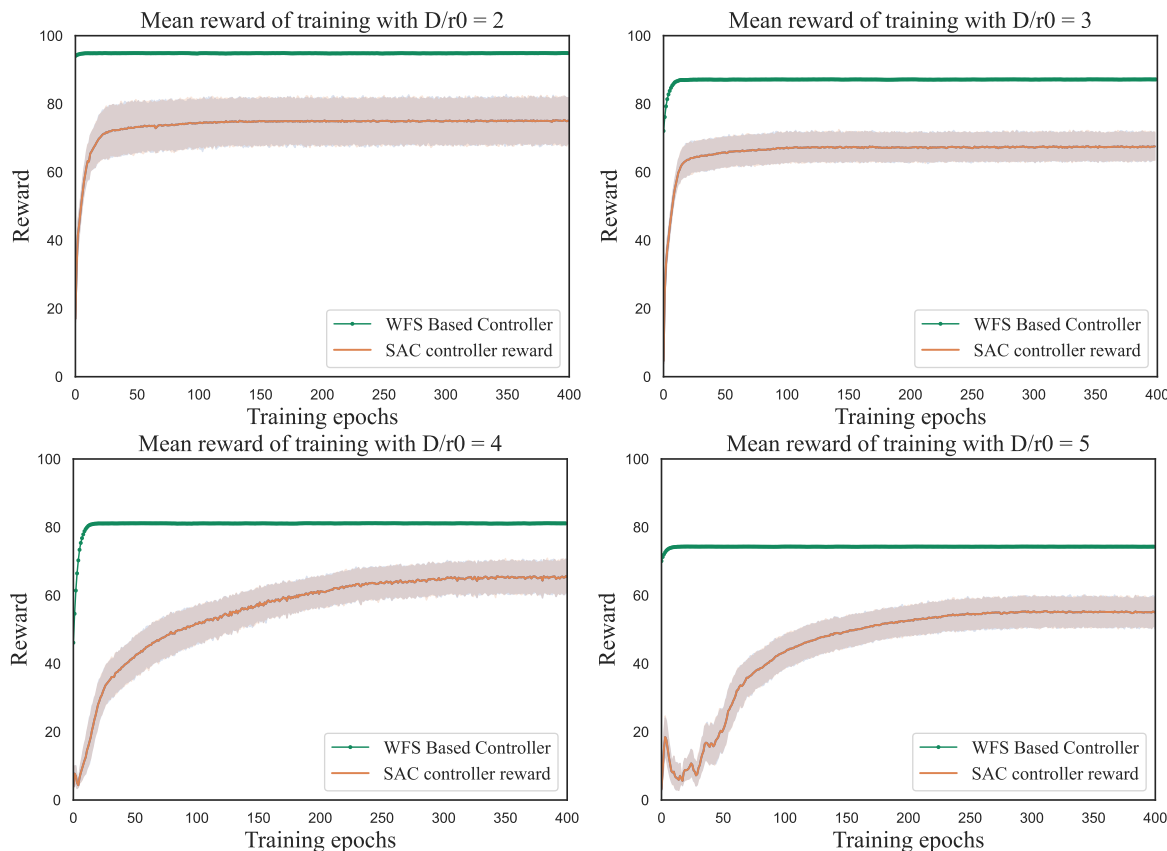 Mean reward of training with D/r0 = 2
100
80
60
40
20
0
Reward
WFS Based Controller
SAC controller reward
0 50 100 150 200 250 300 350 400
Training epochs
Mean reward of training with D/r0 = 3
100
80
60
40
20
0
Reward
WFS Based Controller
SAC controller reward
0 50 100 150 200 250 300 350 400
Training epochs
Mean reward of training with D/r0 = 4
100
80
60
40
20
0
Reward
WFS Based Controller
SAC controller reward
0 50 100 150 200 250 300 350 400
Training epochs
Mean reward of training with D/r0 = 5
100
80
60
40
20
0
Reward
WFS Based Controller
SAC controller reward
0 50 100 150 200 250 300 350 400
Training epochs